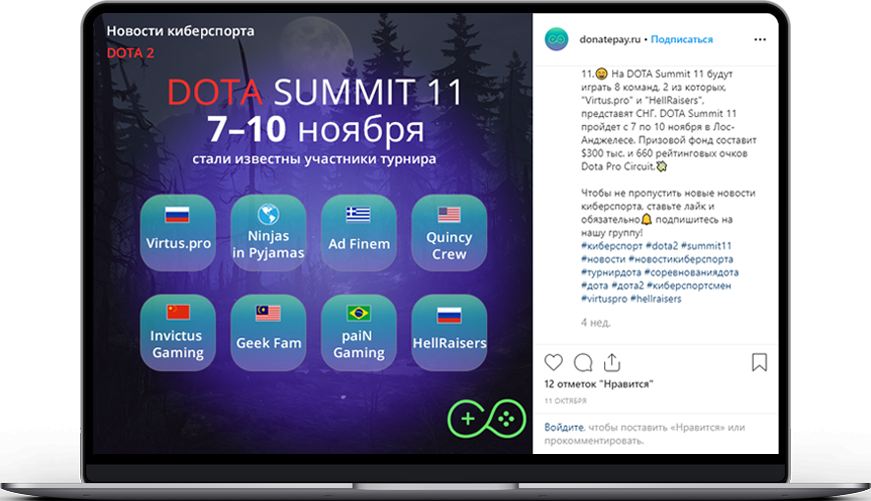 Новости киберспорта
DOTA 2
DOTA SUMMIT 11
7–10 ноября
стали известны участники турнира
Virtus.pro
Ninjas
in Pyjamas
Ad Finem
Quincy
Crew
Invictus
Gaming
Geek Fam
paiN
Gaming
HellRaisers
donatepay.ru • Подписаться
11. На DOTA Summit 11 будут
играть 8 команд, 2 из которых,
"Virtus.pro" и "HellRaisers",
представят СНГ. DOTA Summit 11
пройдет с 7 по 10 ноября в Лос-
Анджелесе. Призовой фонд составит
$300 тыс. и 660 рейтинговых очков
Dota Pro Circuit.
Чтобы не пропустить новые новости
киберспорта, ставьте лайк и
обязательно подпишитесь на
нашу группу!
#киберспорт #dota2 #summit11
#новости #новостикиберспорта
#турнирдота #соревнованиядота
#дота #дота2 #киберспортсмен
#virtuspro #hellraisers
4 нед.
12 отметок "Нравится"
11 ОКТЯБРЯ
Войдите, чтобы поставить «Нравится» или
прокомментировать.